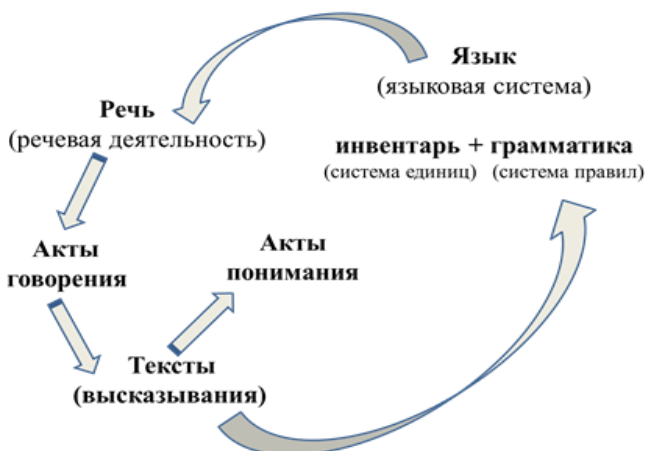 Язык
(языковая система)
инвентарь + грамматика
(система единиц) (система правил)
Речь
(речевая деятельность)
Акты
говорения
Акты
понимания
Тексты
(высказывания)